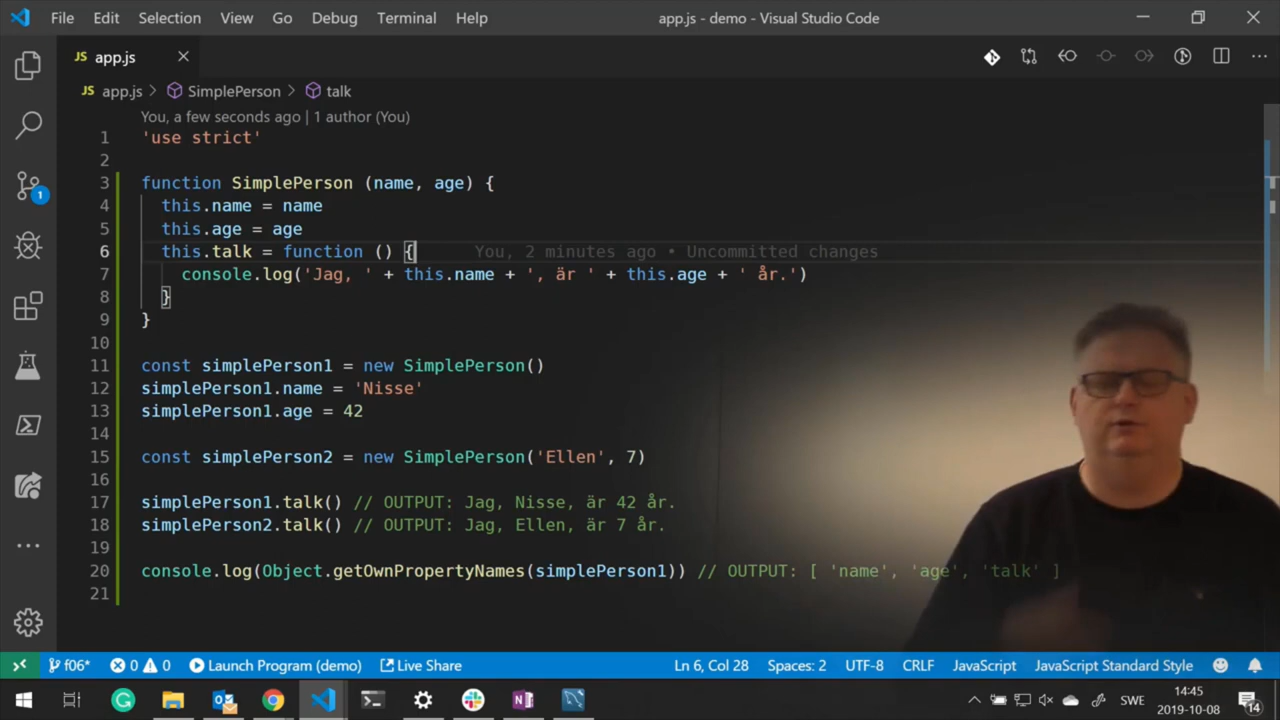 File Edit Selection View Go Debug Terminal Help app.js - demo - Visual Studio Code
JS app.js
JS app.js > SimplePerson > talk
You, a few seconds ago | 1 author (You)
1 'use strict'
2
3 function SimplePerson (name, age) {
4 this.name = name
5 this.age = age
6 this.talk = function () { You, 2 minutes ago • Uncommitted changes
7 console.log('Jag, ' + this.name + ', är ' + this.age + ' år.')
8 }
9 }
10
11 const simplePerson1 = new SimplePerson()
12 simplePerson1.name = 'Nisse'
13 simplePerson1.age = 42
14
15 const simplePerson2 = new SimplePerson('Ellen', 7)
16
17 simplePerson1.talk() // OUTPUT: Jag, Nisse, är 42 år.
18 simplePerson2.talk() // OUTPUT: Jag, Ellen, är 7 år.
19
20 console.log(Object.getOwnPropertyNames(simplePerson1)) // OUTPUT: [ 'name', 'age', 'talk' ]
21
1
f06* 0 0 Launch Program (demo) Live Share Ln 6, Col 28 Spaces: 2 UTF-8 CRLF JavaScript JavaScript Standard Style
SWE 14:45
2019-10-08
14